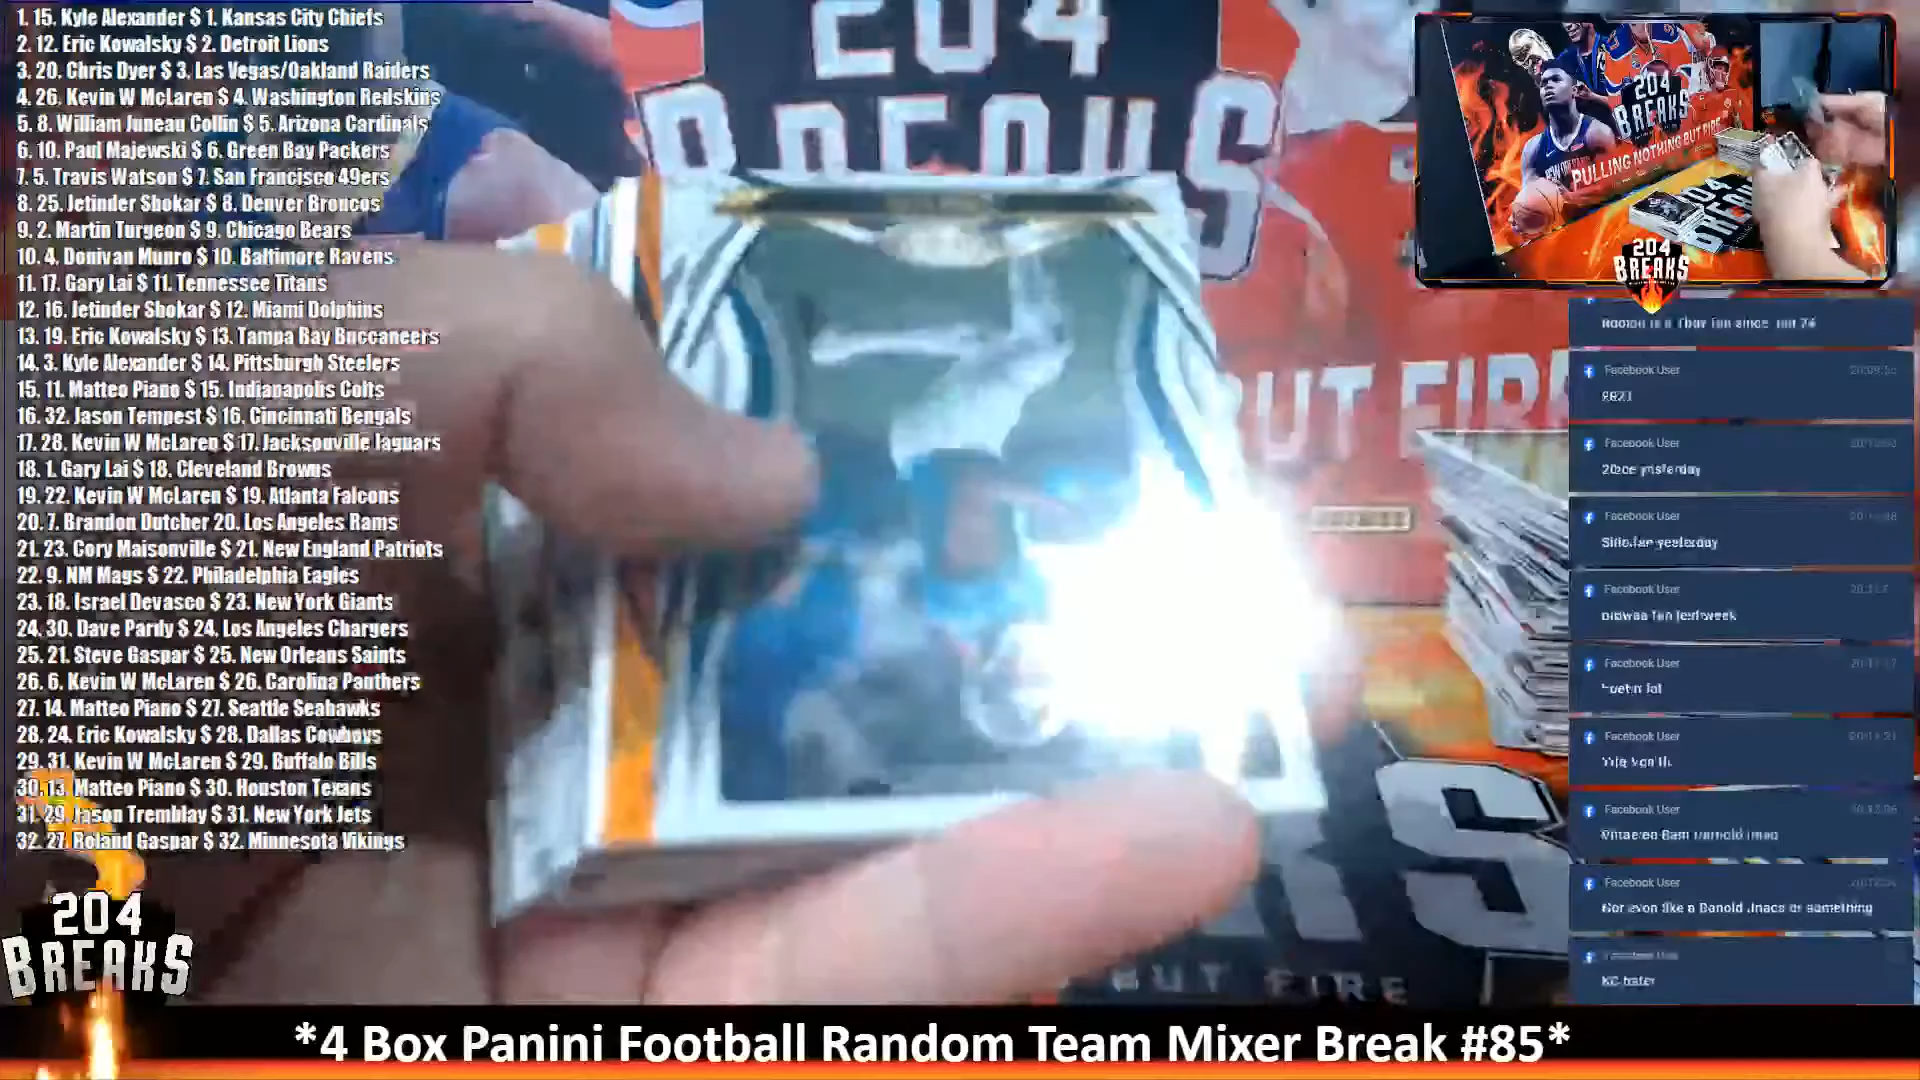 1. 15. Kyle Alexander $ 1. Kansas City Chiefs
2. 12. Eric Kowalsky $ 2. Detroit Lions
3. 20. Chris Dyer $ 3. Las Vegas/Oakland Raiders
4. 26. Kevin W McLaren $ 4. Washington Redskins
5. 8. William Juneau Collin $ 5. Arizona Cardinals
6. 10. Paul Majewski $ 6. Green Bay Packers
7. 5. Travis Watson $ 7. San Francisco 49ers
8. 25. Jetinder Shokar $ 8. Denver Broncos
9. 2. Martin Turgeon $ 9. Chicago Bears
10. 4. Donivan Munro $ 10. Baltimore Ravens
11. 17. Gary Lai $ 11. Tennessee Titans
12. 16. Jetinder Shokar $ 12. Miami Dolphins
13. 19. Eric Kowalsky $ 13. Tampa Bay Buccaneers
14. 3. Kyle Alexander $ 14. Pittsburgh Steelers
15. 11. Matteo Piano $ 15. Indianapolis Colts
16. 32. Jason Tempest $ 16. Cincinnati Bengals
17. 28. Kevin W McLaren $ 17. Jacksonville Jaguars
18. 1. Gary Lai $ 18. Cleveland Browns
19. 22. Kevin W McLaren $ 19. Atlanta Falcons
20. 7. Brandon Dutcher 20. Los Angeles Rams
21. 23. Cory Maisonville $ 21. New England Patriots
22. 9. NM Mags $ 22. Philadelphia Eagles
23. 18. Israel Devasco $ 23. New York Giants
24. 30. Dave Pardy $ 24. Los Angeles Chargers
25. 21. Steve Gaspar $ 25. New Orleans Saints
26. 6. Kevin W McLaren $ 26. Carolina Panthers
27. 14. Matteo Piano $ 27. Seattle Seahawks
28. 24. Eric Kowalsky $ 28. Dallas Cowboys
29. 31. Kevin W McLaren $ 29. Buffalo Bills
30. 13. Matteo Piano $ 30. Houston Texans
31. 29. Jason Tremblay $ 31. New York Jets
32. 27. Roland Gaspar $ 32. Minnesota Vikings
204
BREAKS
204
BREAKS
BUT FIRE
BUT FIRE
204
BREAKS
PULLING NOTHING BUT FIRE
204
BREAKS
Facebook User
Facebook User
yesterday
Facebook User
yesterday
Facebook User
Facebook User
lol
Facebook User
Facebook User
Facebook User
like a
or something
KC hater
*4 Box Panini Football Random Team Mixer Break #85*